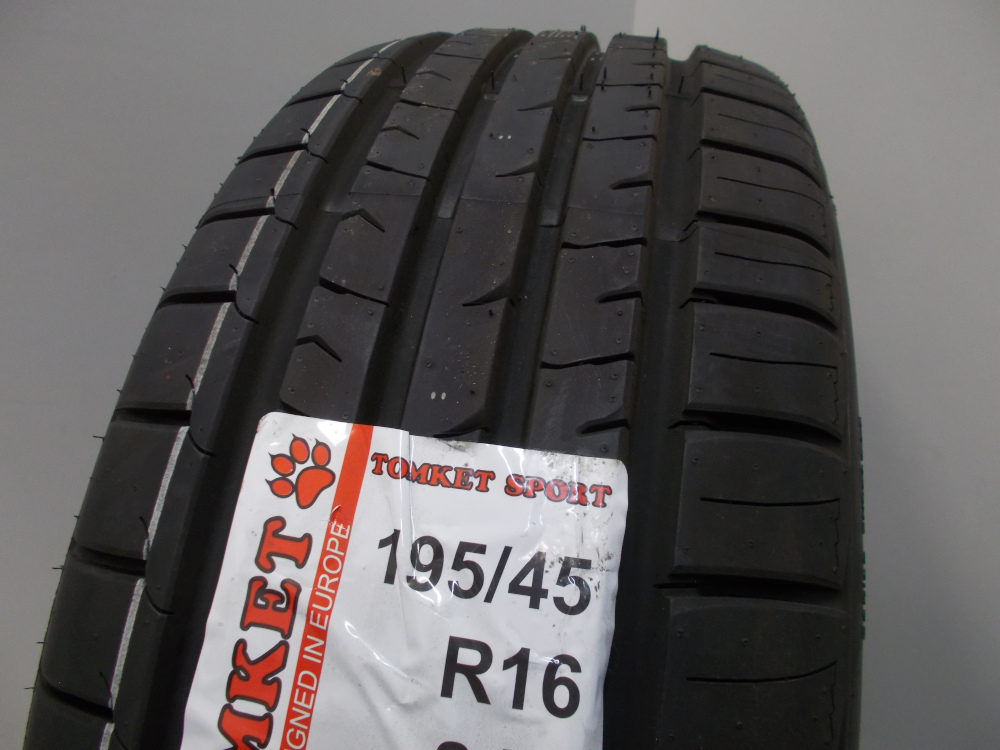 TOMKET SPORT
195/45
R16
MKET
GNED IN EUROPE